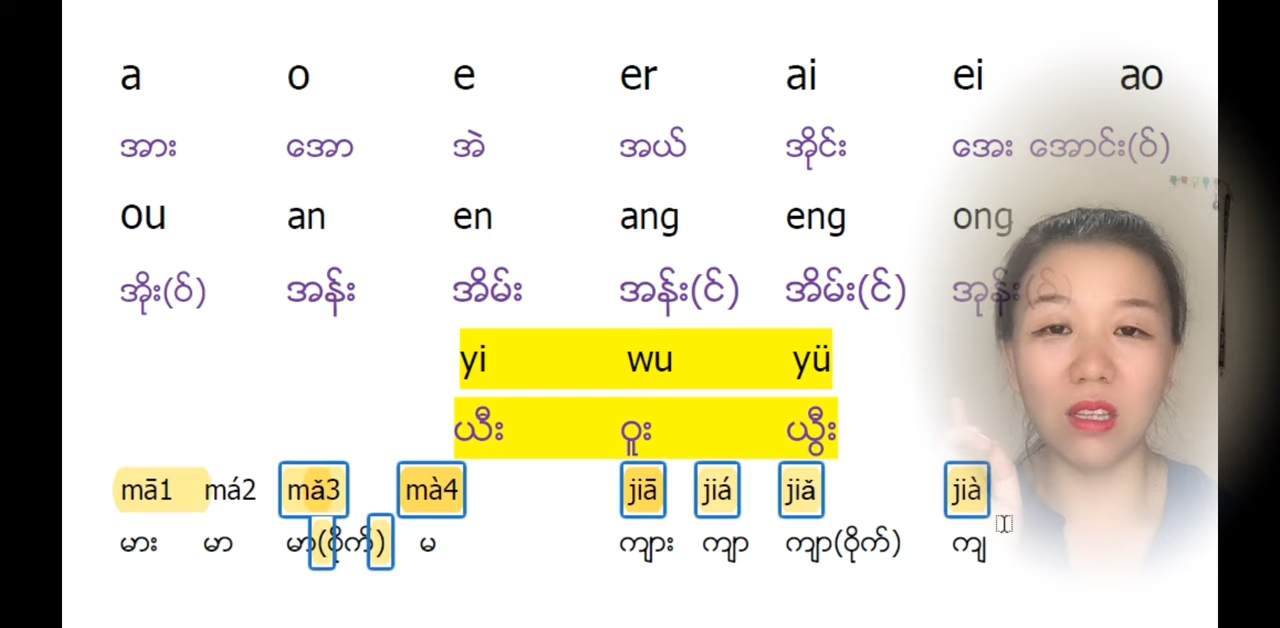 a o e er ai ei ao
အား အော အဲ အယ် အိုင်း အေး အောင်း(ဝ်)
ou an en ang eng ong
အိုး(ဝ်) အန်း အိမ်း အန်း(င်) အိမ်း(င်) အုန်း
yi wu yü
ယီး ဝူး ယွီး
mā1 má2 mǎ3 mà4 jiā jiá jiǎ jià
မား မာ မာ(ဝိုက်) မ ကျား ကျာ ကျာ(ဝိုက်) ကျ